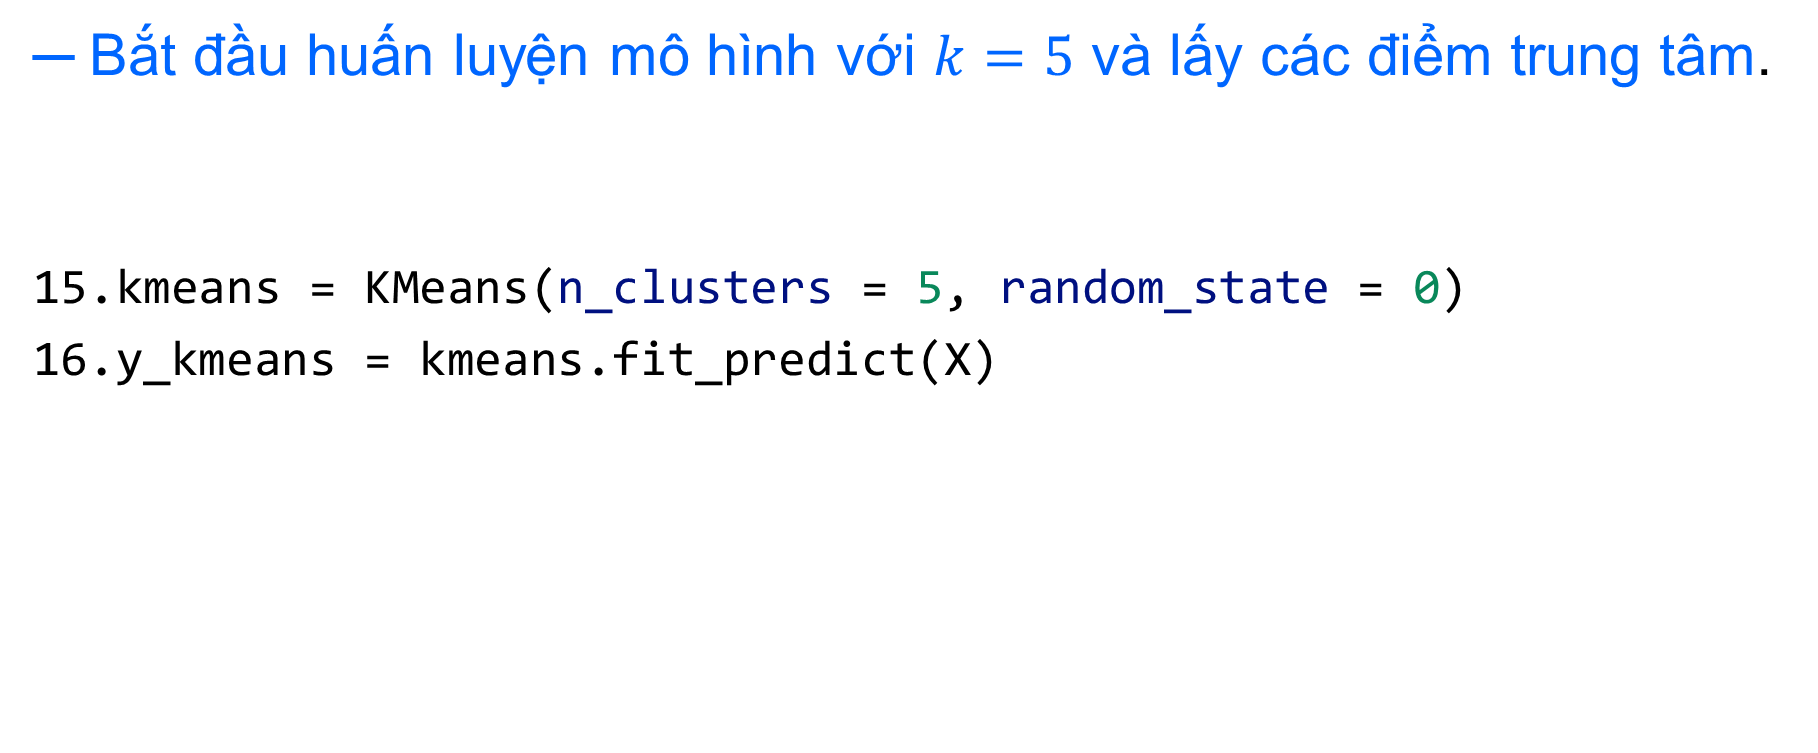 – Bắt đầu huấn luyện mô hình với k = 5 và lấy các điểm trung tâm.
15.kmeans = KMeans(n_clusters = 5, random_state = 0)
16.y_kmeans = kmeans.fit_predict(X)